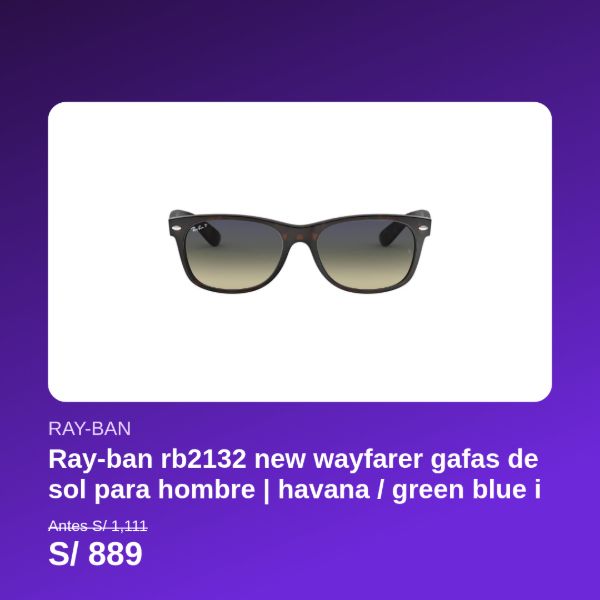 RAY-BAN
Ray-ban rb2132 new wayfarer gafas de
sol para hombre | havana / green blue i
Antes S/ 1,111
S/ 889